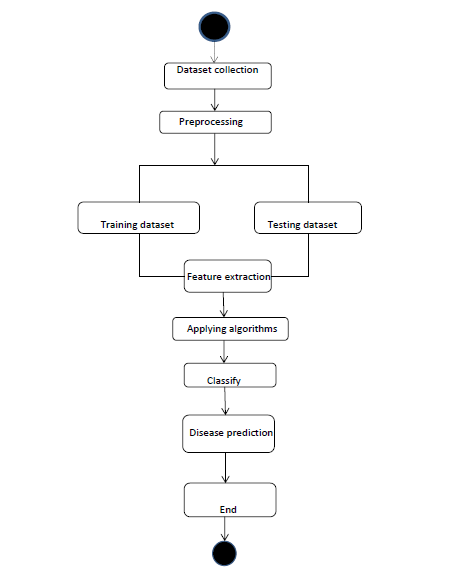 Dataset collection
Preprocessing
Training dataset
Testing dataset
Feature extraction
Applying algorithms
Classify
Disease prediction
End